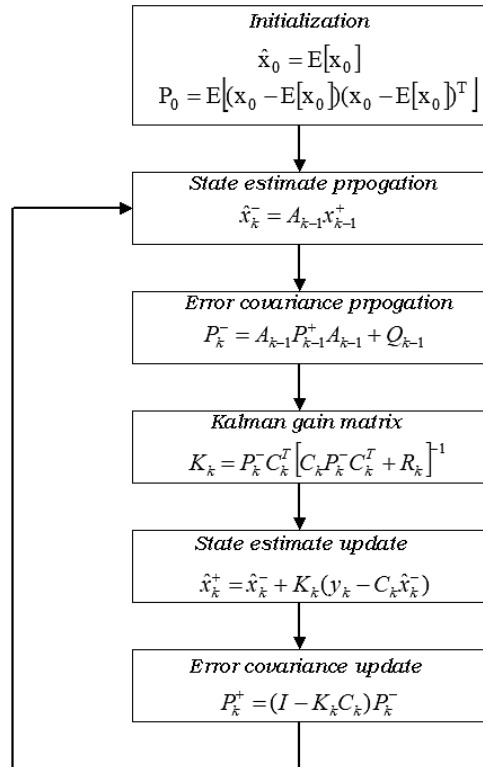 Initialization
x̂₀ = E[x₀]
P₀ = E⌊(x₀ − E[x₀])(x₀ − E[x₀])ᵀ⌋
State estimate prpogation
x̂ₖ⁻ = Aₖ₋₁xₖ₋₁⁺
Error covariance prpogation
Pₖ⁻ = Aₖ₋₁Pₖ₋₁⁺Aₖ₋₁ + Qₖ₋₁
Kalman gain matrix
Kₖ = Pₖ⁻Cₖᵀ[CₖPₖ⁻Cₖᵀ + Rₖ]⁻¹
State estimate update
x̂ₖ⁺ = x̂ₖ⁻ + Kₖ(yₖ − Cₖx̂ₖ⁻)
Error covariance update
Pₖ⁺ = (I − KₖCₖ)Pₖ⁻